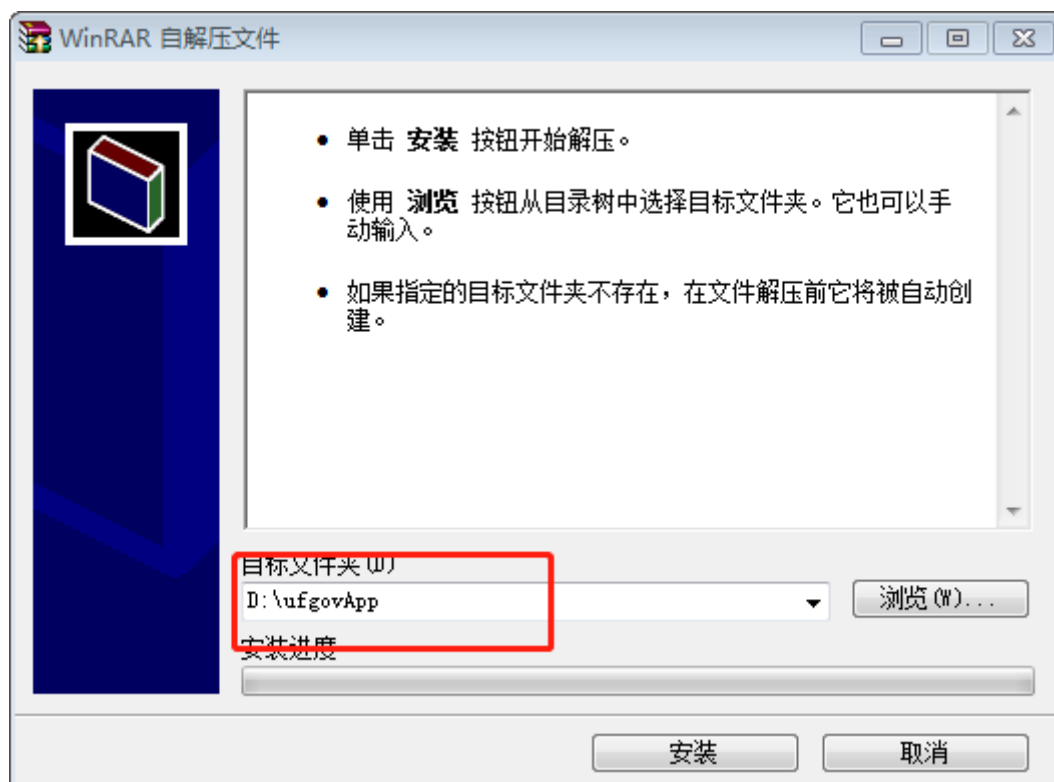 WinRAR 自解压文件
单击 安装 按钮开始解压。
使用 浏览 按钮从目录树中选择目标文件夹。它也可以手
动输入。
如果指定的目标文件夹不存在，在文件解压前它将被自动创
建。
目标文件夹(D)
D:\ufgovApp
浏览(W)...
安装进度
安装
取消